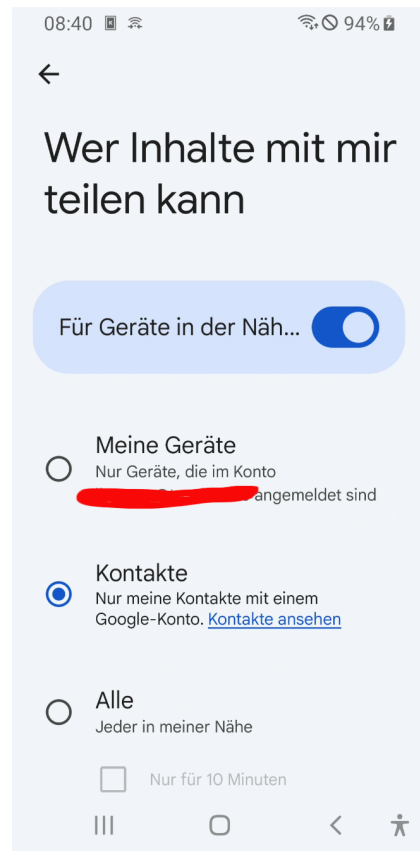 08:40 94%
Wer Inhalte mit mir
teilen kann
Für Geräte in der Näh...
Meine Geräte
Nur Geräte, die im Konto
angemeldet sind
Kontakte
Nur meine Kontakte mit einem
Google-Konto. Kontakte ansehen
Alle
Jeder in meiner Nähe
Nur für 10 Minuten